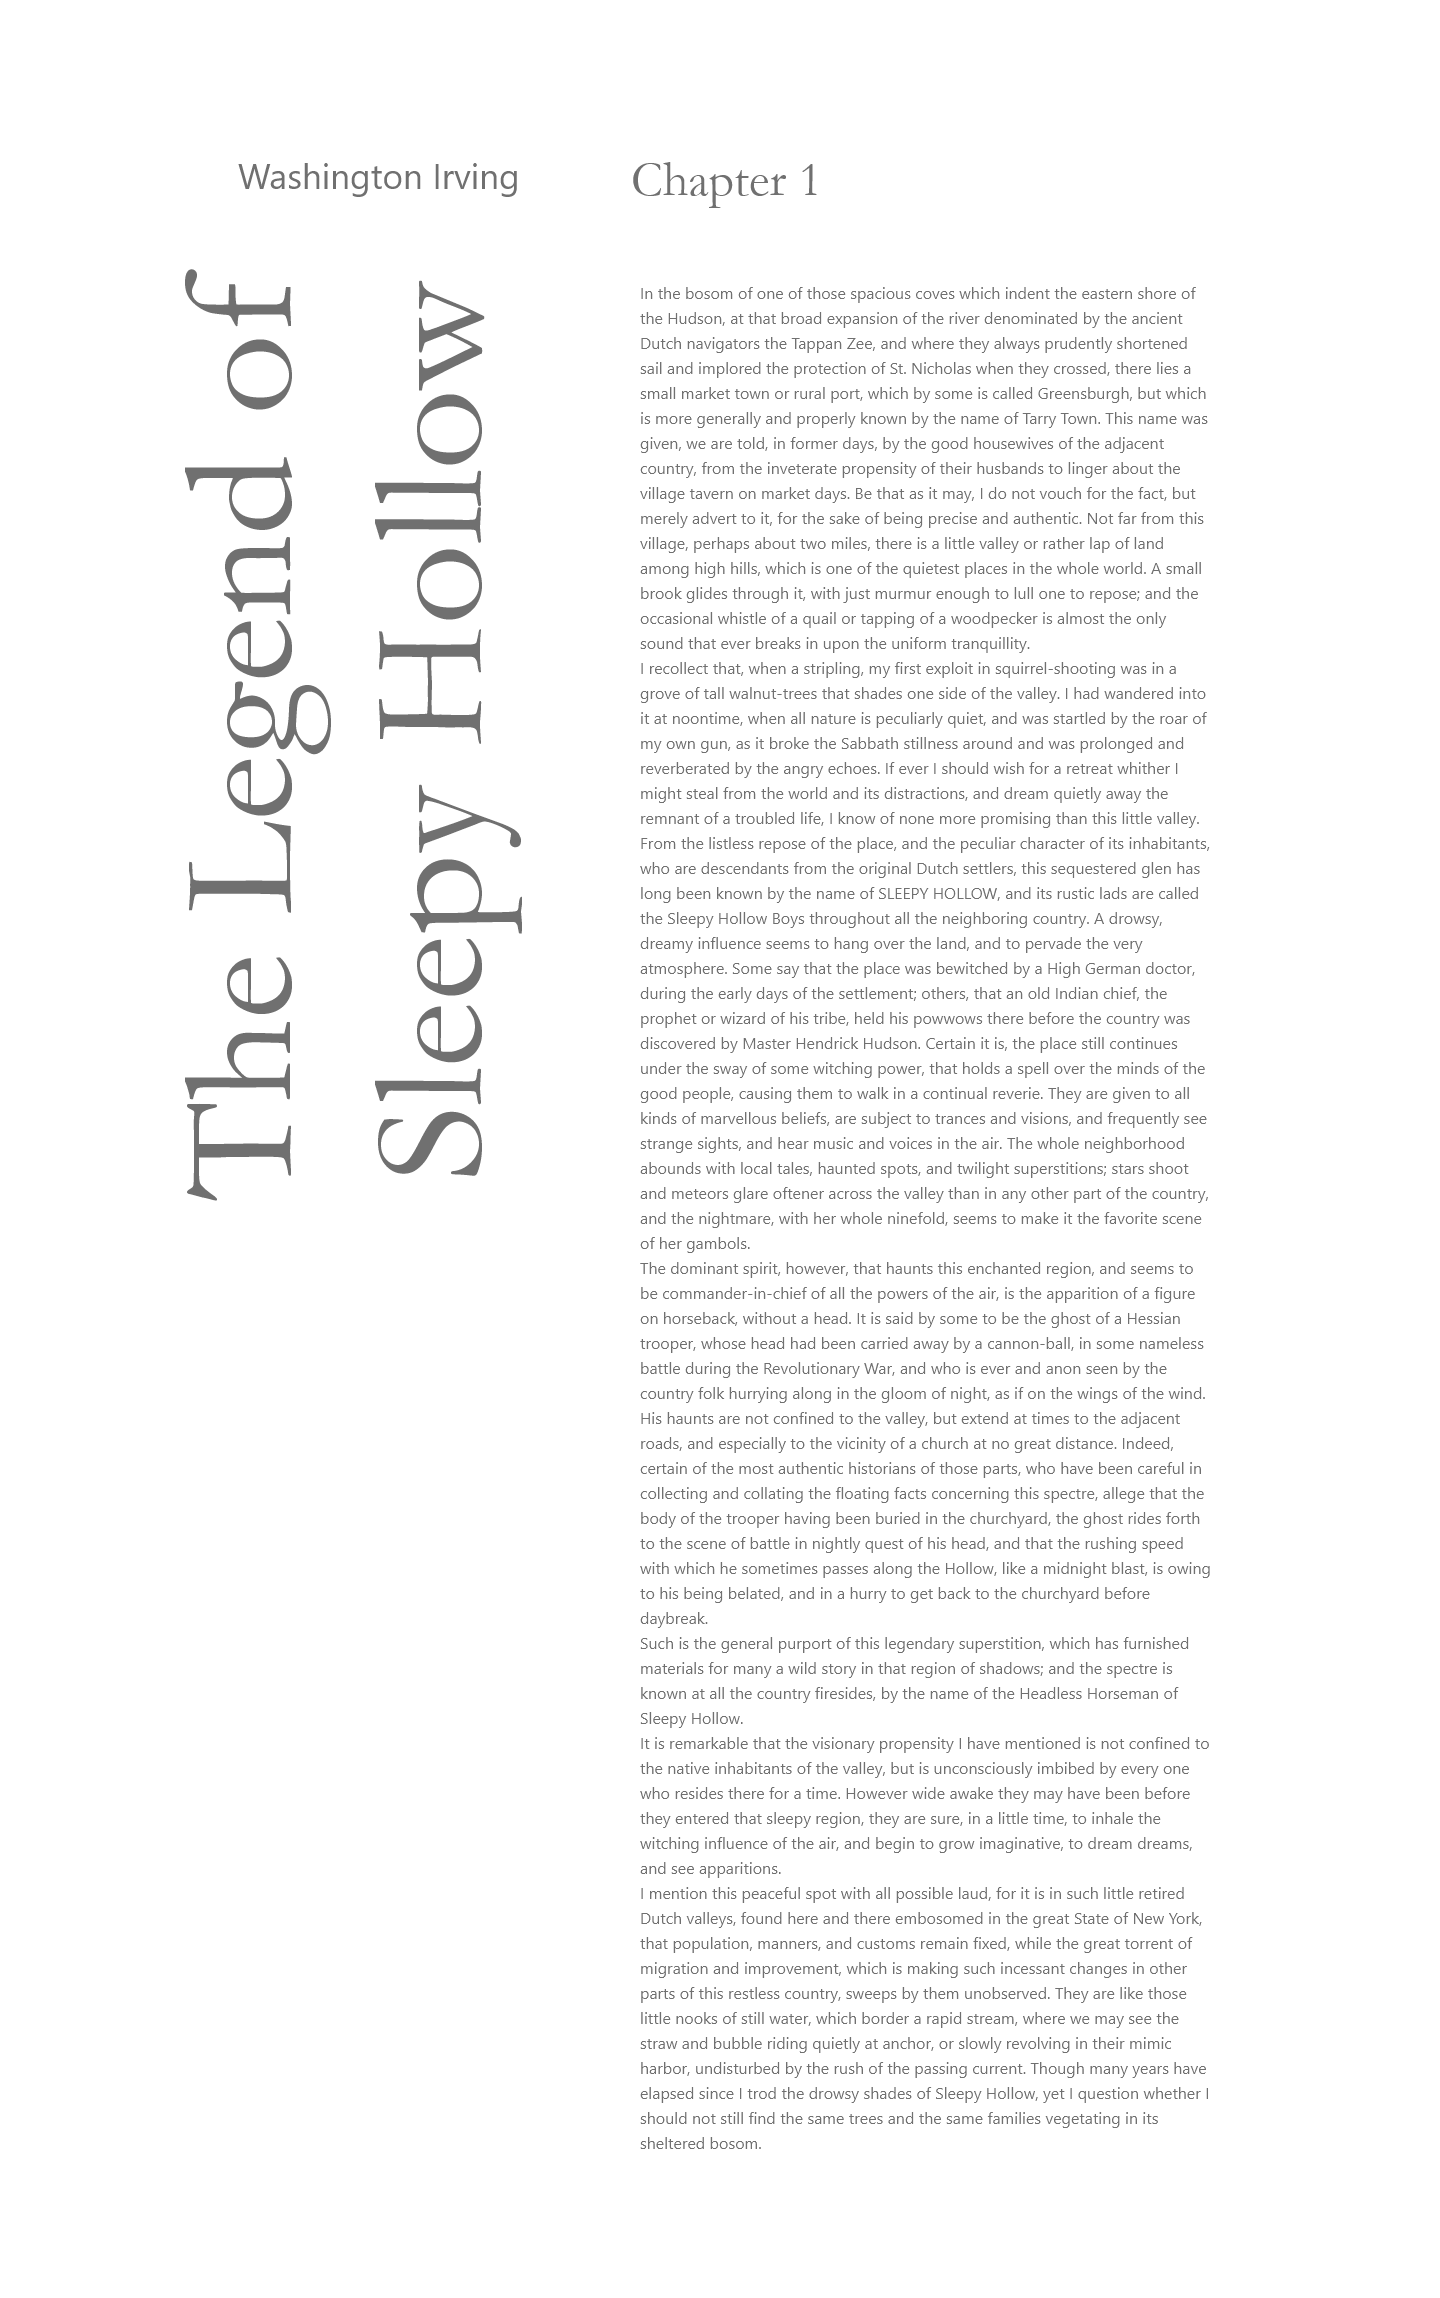 Washington Irving
The Legend of
Sleepy Hollow
Chapter 1
In the bosom of one of those spacious coves which indent the eastern shore of
the Hudson, at that broad expansion of the river denominated by the ancient
Dutch navigators the Tappan Zee, and where they always prudently shortened
sail and implored the protection of St. Nicholas when they crossed, there lies a
small market town or rural port, which by some is called Greensburgh, but which
is more generally and properly known by the name of Tarry Town. This name was
given, we are told, in former days, by the good housewives of the adjacent
country, from the inveterate propensity of their husbands to linger about the
village tavern on market days. Be that as it may, I do not vouch for the fact, but
merely advert to it, for the sake of being precise and authentic. Not far from this
village, perhaps about two miles, there is a little valley or rather lap of land
among high hills, which is one of the quietest places in the whole world. A small
brook glides through it, with just murmur enough to lull one to repose; and the
occasional whistle of a quail or tapping of a woodpecker is almost the only
sound that ever breaks in upon the uniform tranquillity.
I recollect that, when a stripling, my first exploit in squirrel-shooting was in a
grove of tall walnut-trees that shades one side of the valley. I had wandered into
it at noontime, when all nature is peculiarly quiet, and was startled by the roar of
my own gun, as it broke the Sabbath stillness around and was prolonged and
reverberated by the angry echoes. If ever I should wish for a retreat whither I
might steal from the world and its distractions, and dream quietly away the
remnant of a troubled life, I know of none more promising than this little valley.
From the listless repose of the place, and the peculiar character of its inhabitants,
who are descendants from the original Dutch settlers, this sequestered glen has
long been known by the name of SLEEPY HOLLOW, and its rustic lads are called
the Sleepy Hollow Boys throughout all the neighboring country. A drowsy,
dreamy influence seems to hang over the land, and to pervade the very
atmosphere. Some say that the place was bewitched by a High German doctor,
during the early days of the settlement; others, that an old Indian chief, the
prophet or wizard of his tribe, held his powwows there before the country was
discovered by Master Hendrick Hudson. Certain it is, the place still continues
under the sway of some witching power, that holds a spell over the minds of the
good people, causing them to walk in a continual reverie. They are given to all
kinds of marvellous beliefs, are subject to trances and visions, and frequently see
strange sights, and hear music and voices in the air. The whole neighborhood
abounds with local tales, haunted spots, and twilight superstitions; stars shoot
and meteors glare oftener across the valley than in any other part of the country,
and the nightmare, with her whole ninefold, seems to make it the favorite scene
of her gambols.
The dominant spirit, however, that haunts this enchanted region, and seems to
be commander-in-chief of all the powers of the air, is the apparition of a figure
on horseback, without a head. It is said by some to be the ghost of a Hessian
trooper, whose head had been carried away by a cannon-ball, in some nameless
battle during the Revolutionary War, and who is ever and anon seen by the
country folk hurrying along in the gloom of night, as if on the wings of the wind.
His haunts are not confined to the valley, but extend at times to the adjacent
roads, and especially to the vicinity of a church at no great distance. Indeed,
certain of the most authentic historians of those parts, who have been careful in
collecting and collating the floating facts concerning this spectre, allege that the
body of the trooper having been buried in the churchyard, the ghost rides forth
to the scene of battle in nightly quest of his head, and that the rushing speed
with which he sometimes passes along the Hollow, like a midnight blast, is owing
to his being belated, and in a hurry to get back to the churchyard before
daybreak.
Such is the general purport of this legendary superstition, which has furnished
materials for many a wild story in that region of shadows; and the spectre is
known at all the country firesides, by the name of the Headless Horseman of
Sleepy Hollow.
It is remarkable that the visionary propensity I have mentioned is not confined to
the native inhabitants of the valley, but is unconsciously imbibed by every one
who resides there for a time. However wide awake they may have been before
they entered that sleepy region, they are sure, in a little time, to inhale the
witching influence of the air, and begin to grow imaginative, to dream dreams,
and see apparitions.
I mention this peaceful spot with all possible laud, for it is in such little retired
Dutch valleys, found here and there embosomed in the great State of New York,
that population, manners, and customs remain fixed, while the great torrent of
migration and improvement, which is making such incessant changes in other
parts of this restless country, sweeps by them unobserved. They are like those
little nooks of still water, which border a rapid stream, where we may see the
straw and bubble riding quietly at anchor, or slowly revolving in their mimic
harbor, undisturbed by the rush of the passing current. Though many years have
elapsed since I trod the drowsy shades of Sleepy Hollow, yet I question whether I
should not still find the same trees and the same families vegetating in its
sheltered bosom.